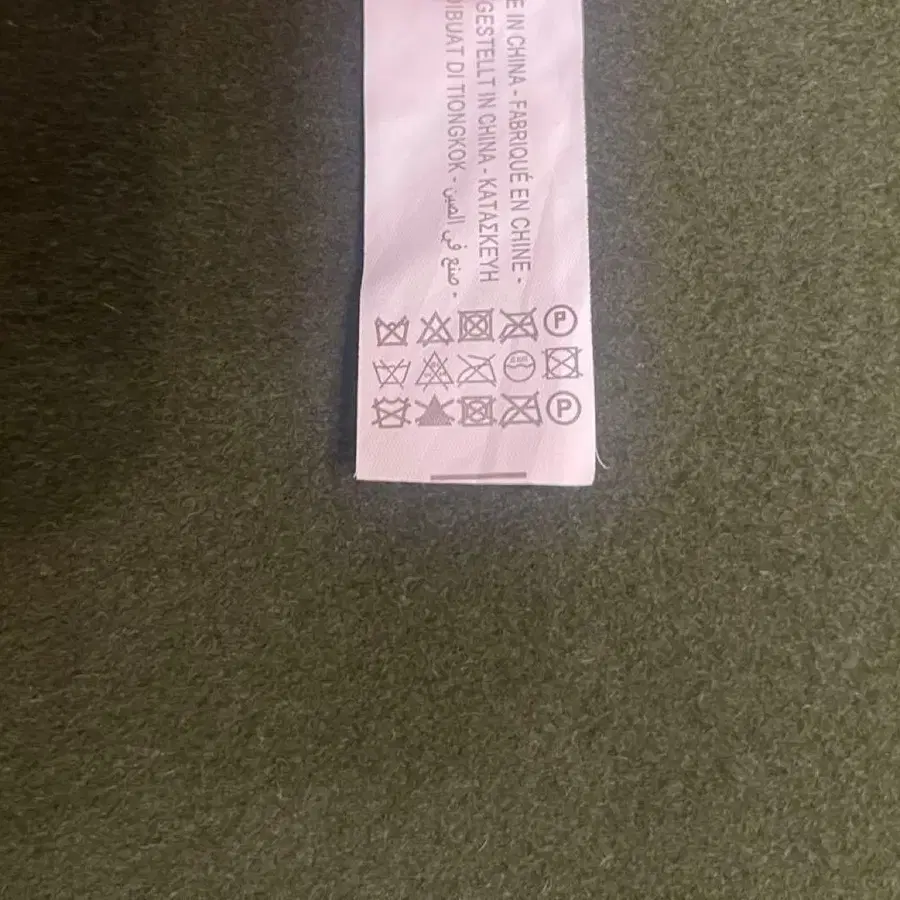 E IN CHINA - FABRIQUÉ EN CHINE -
GESTELLT IN CHINA - ΚΑΤΑΣΚΕΥΗ
DIBUAT DI TIONGKOK - صنع في الصين -
P
P